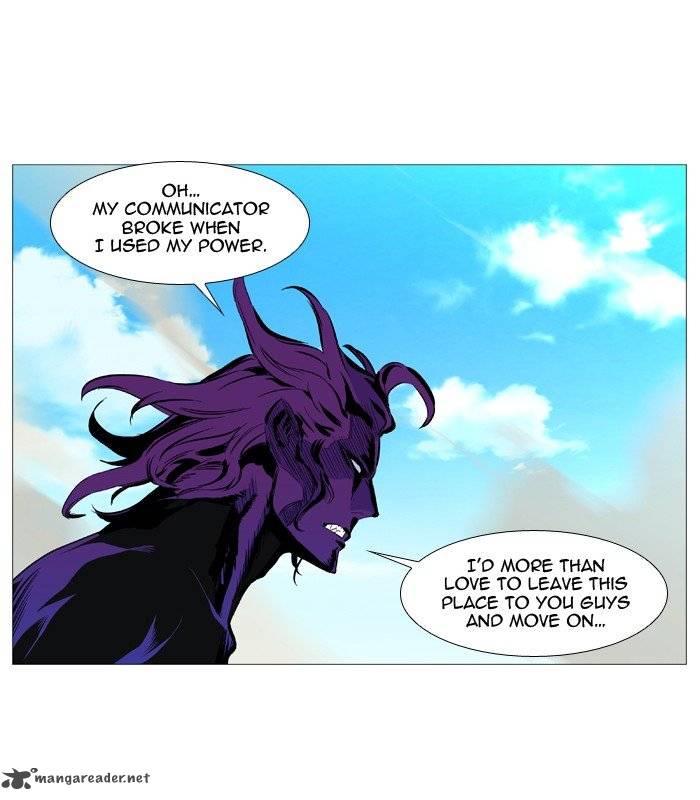 OH...
MY COMMUNICATOR
BROKE WHEN
I USED MY POWER.
I'D MORE THAN
LOVE TO LEAVE THIS
PLACE TO YOU GUYS
AND MOVE ON...
mangareader.net